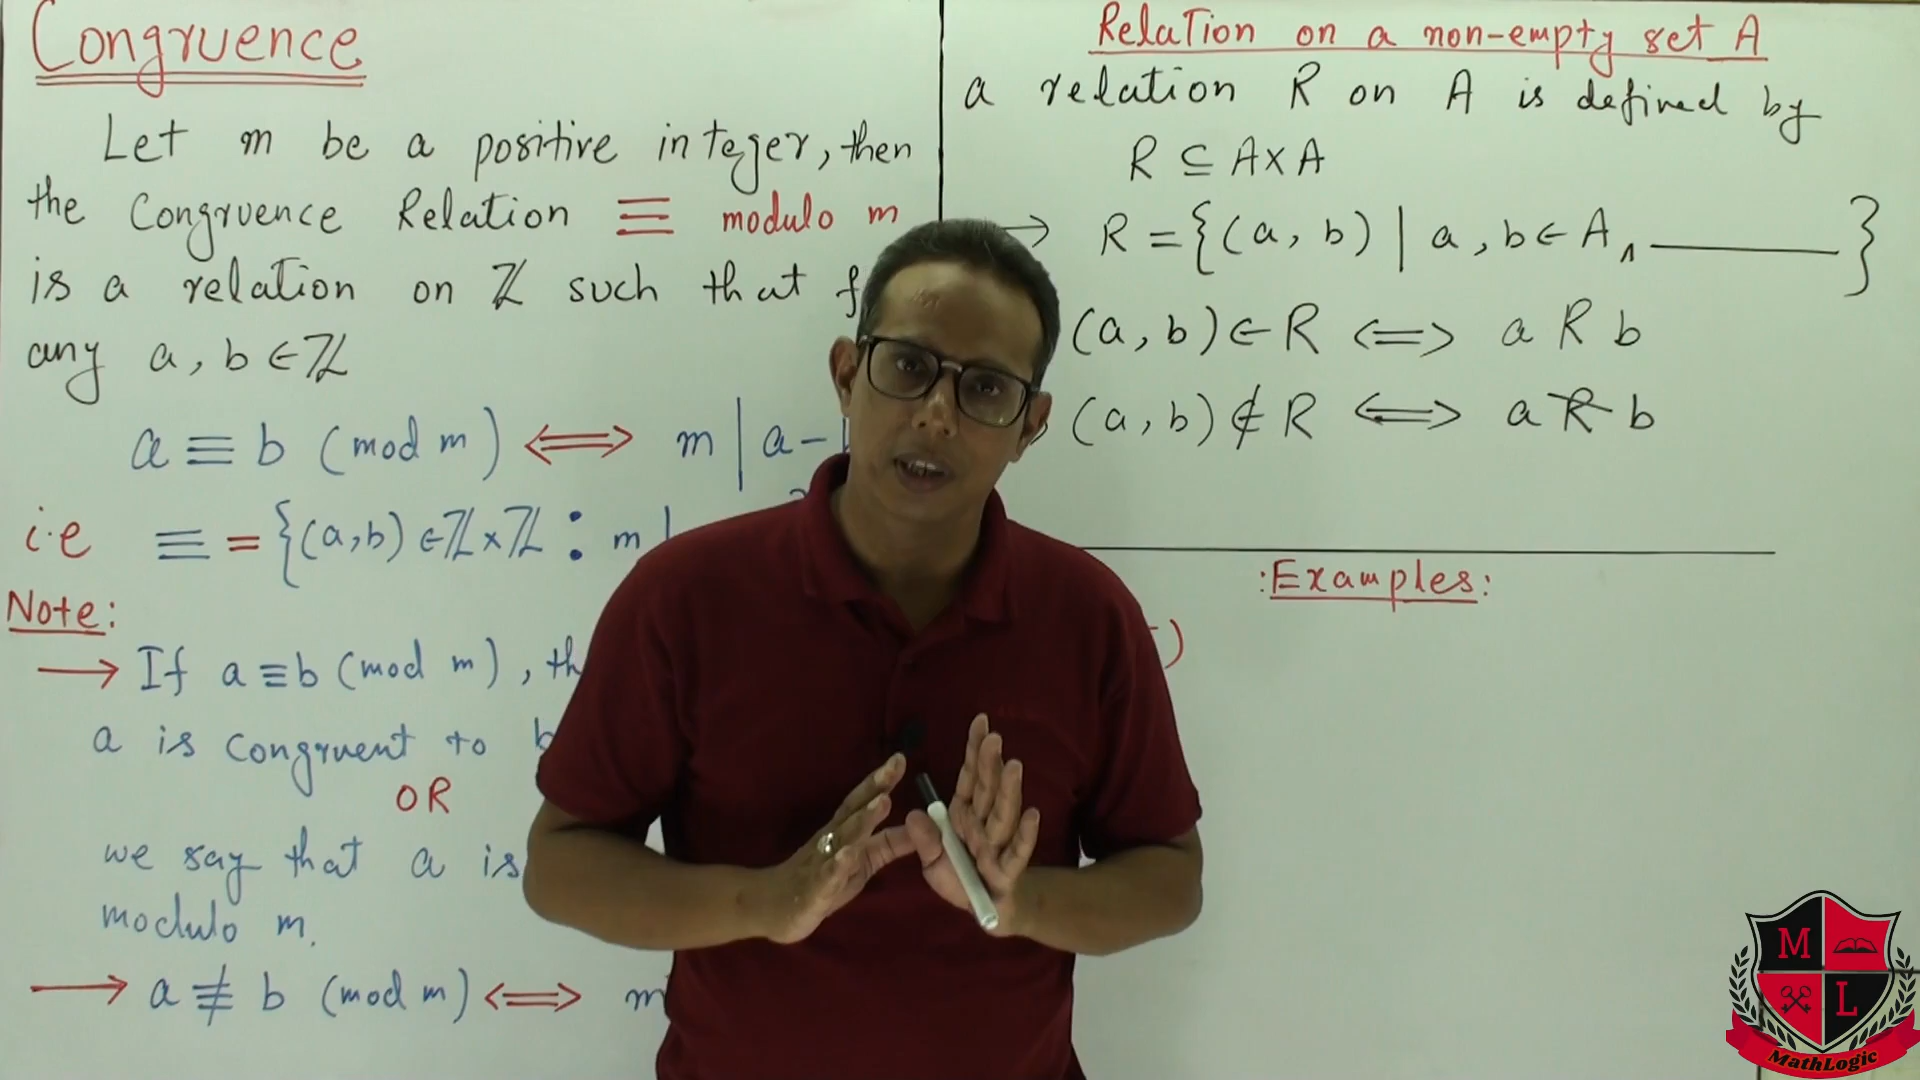 Congruence
Let m be a positive integer, then
the Congruence Relation ≡ modulo m
is a relation on ℤ such that
any a, b ∈ ℤ
a ≡ b (mod m) ⟺ m | a -
i.e ≡ = {(a,b) ∈ ℤ × ℤ : m |
Note:
→ If a ≡ b (mod m),
a is congruent to b
OR
we say that a is
modulo m.
→ a ≢ b (mod m) ⟺ m
Relation on a non-empty set A
a relation R on A is defined by
R ⊆ A × A
→ R = {(a, b) | a, b ∈ A, ______ }
(a, b) ∈ R ⟺ a R b
(a, b) ∉ R ⟺ a R̸ b
:Examples:
M
L
MathLogic